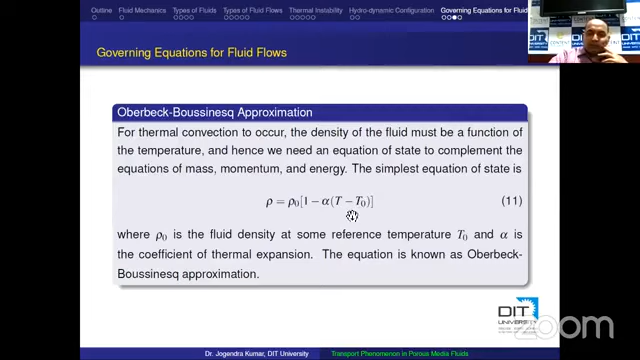 Outline Fluid Mechanics Types of Fluids Types of Fluid Flows Thermal Instability Hydro-dynamic Configuration Governing Equations for Fluid
Governing Equations for Fluid Flows
Oberbeck-Boussinesq Approximation
For thermal convection to occur, the density of the fluid must be a function of
the temperature, and hence we need an equation of state to complement the
equations of mass, momentum, and energy. The simplest equation of state is
ρ = ρ₀[1 − α(T − T₀)] (11)
where ρ₀ is the fluid density at some reference temperature T₀ and α is
the coefficient of thermal expansion. The equation is known as Oberbeck-
Boussinesq approximation.
DIT
UNIVERSITY
zoom
Dr. Jogendra Kumar, DIT University Transport Phenomenon in Porous Media Fluids